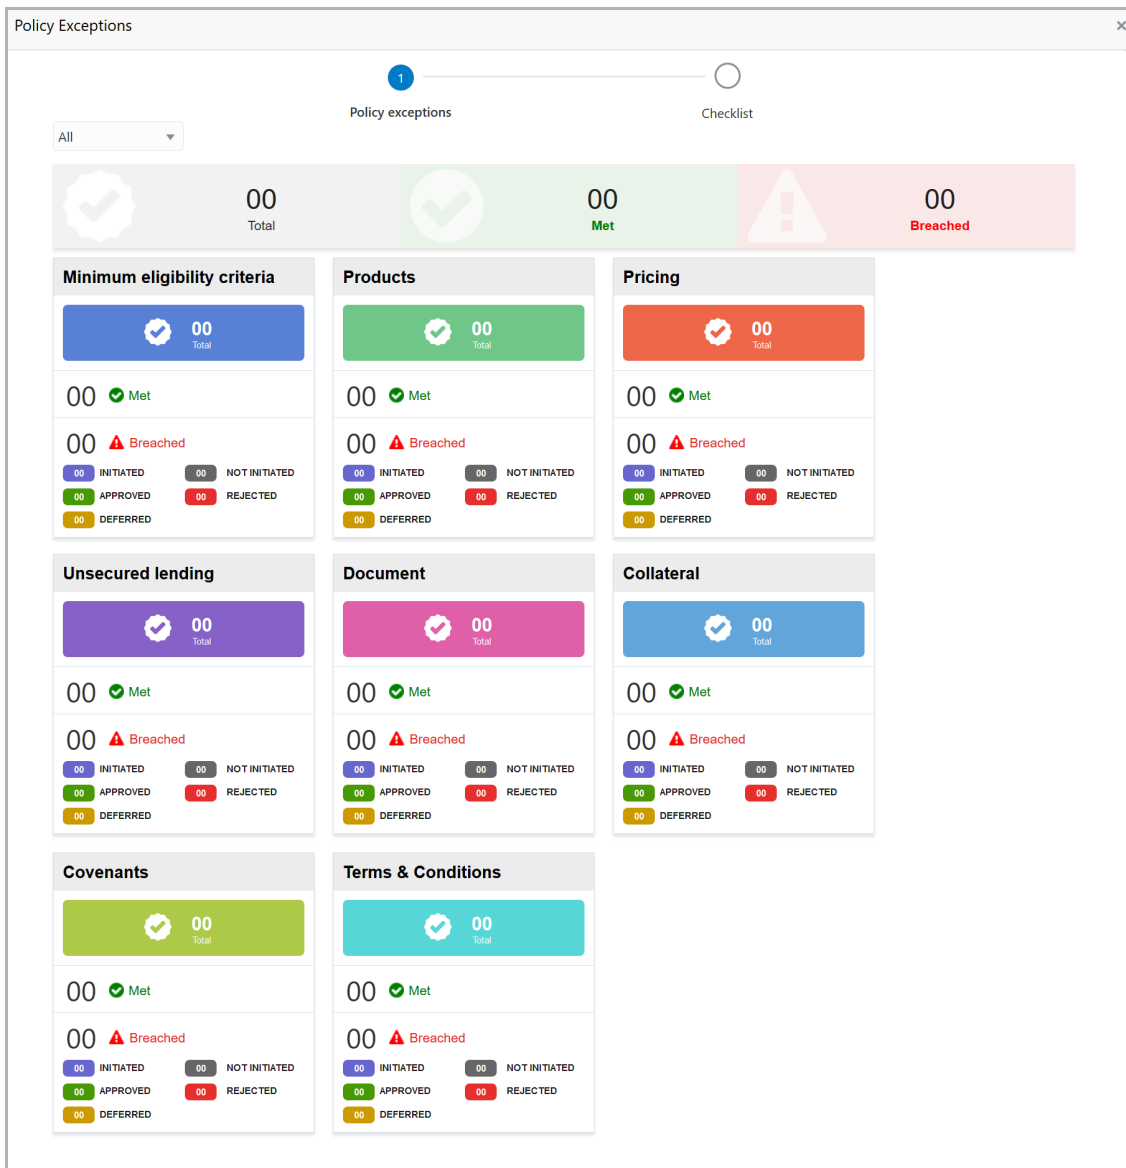 Policy Exceptions ×
1
Policy exceptions Checklist
All
00 00 00
Total Met Breached
Minimum eligibility criteria Products Pricing
00 00 00
Total Total Total
00 Met 00 Met 00 Met
00 Breached 00 Breached 00 Breached
00 INITIATED 00 NOT INITIATED 00 INITIATED 00 NOT INITIATED 00 INITIATED 00 NOT INITIATED
00 APPROVED 00 REJECTED 00 APPROVED 00 REJECTED 00 APPROVED 00 REJECTED
00 DEFERRED 00 DEFERRED 00 DEFERRED
Unsecured lending Document Collateral
00 00 00
Total Total Total
00 Met 00 Met 00 Met
00 Breached 00 Breached 00 Breached
00 INITIATED 00 NOT INITIATED 00 INITIATED 00 NOT INITIATED 00 INITIATED 00 NOT INITIATED
00 APPROVED 00 REJECTED 00 APPROVED 00 REJECTED 00 APPROVED 00 REJECTED
00 DEFERRED 00 DEFERRED 00 DEFERRED
Covenants Terms & Conditions
00 00
Total Total
00 Met 00 Met
00 Breached 00 Breached
00 INITIATED 00 NOT INITIATED 00 INITIATED 00 NOT INITIATED
00 APPROVED 00 REJECTED 00 APPROVED 00 REJECTED
00 DEFERRED 00 DEFERRED